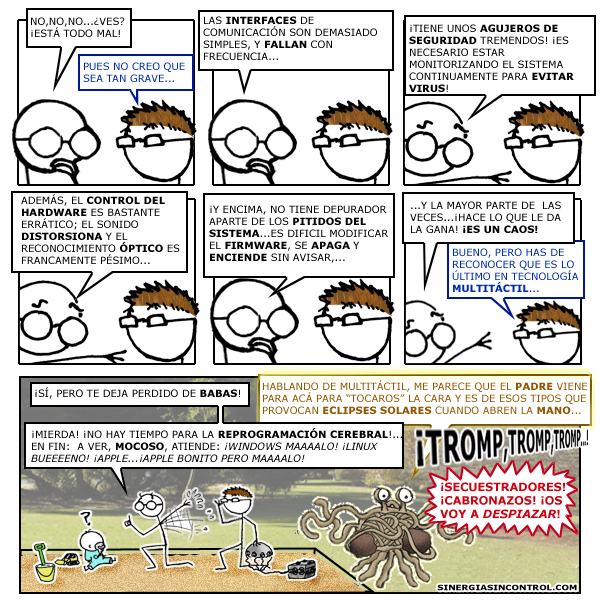 NO,NO,NO...¿VES?
¡ESTÁ TODO MAL!
PUES NO CREO QUE
SEA TAN GRAVE...
LAS INTERFACES DE
COMUNICACIÓN SON DEMASIADO
SIMPLES, Y FALLAN CON
FRECUENCIA...
¡TIENE UNOS AGUJEROS DE
SEGURIDAD TREMENDOS! ¡ES
NECESARIO ESTAR
MONITORIZANDO EL SISTEMA
CONTINUAMENTE PARA EVITAR
VIRUS!
ADEMÁS, EL CONTROL DEL
HARDWARE ES BASTANTE
ERRÁTICO; EL SONIDO
DISTORSIONA Y EL
RECONOCIMIENTO ÓPTICO ES
FRANCAMENTE PÉSIMO...
¡Y ENCIMA, NO TIENE DEPURADOR
APARTE DE LOS PITIDOS DEL
SISTEMA...ES DIFICIL MODIFICAR
EL FIRMWARE, SE APAGA Y
ENCIENDE SIN AVISAR,...
...Y LA MAYOR PARTE DE LAS
VECES...¡HACE LO QUE LE DA
LA GANA! ¡ES UN CAOS!
BUENO, PERO HAS DE
RECONOCER QUE ES LO
ÚLTIMO EN TECNOLOGÍA
MULTITÁCTIL...
¡SÍ, PERO TE DEJA PERDIDO DE BABAS!
HABLANDO DE MULTITÁCTIL, ME PARECE QUE EL PADRE VIENE
PARA ACÁ PARA "TOCAROS" LA CARA Y ES DE ESOS TIPOS QUE
PROVOCAN ECLIPSES SOLARES CUANDO ABREN LA MANO...
¡MIERDA! ¡NO HAY TIEMPO PARA LA REPROGRAMACIÓN CEREBRAL!...
EN FIN: A VER, MOCOSO, ATIENDE: ¡WINDOWS MAAAALO! ¡LINUX
BUEEEENO! ¡APPLE...¡APPLE BONITO PERO MAAAALO!
¡TROMP,TROMP,TROMP...!
¡SECUESTRADORES!
¡CABRONAZOS! ¡OS
VOY A DESPIAZAR!
?
SINERGIASINCONTROL.COM